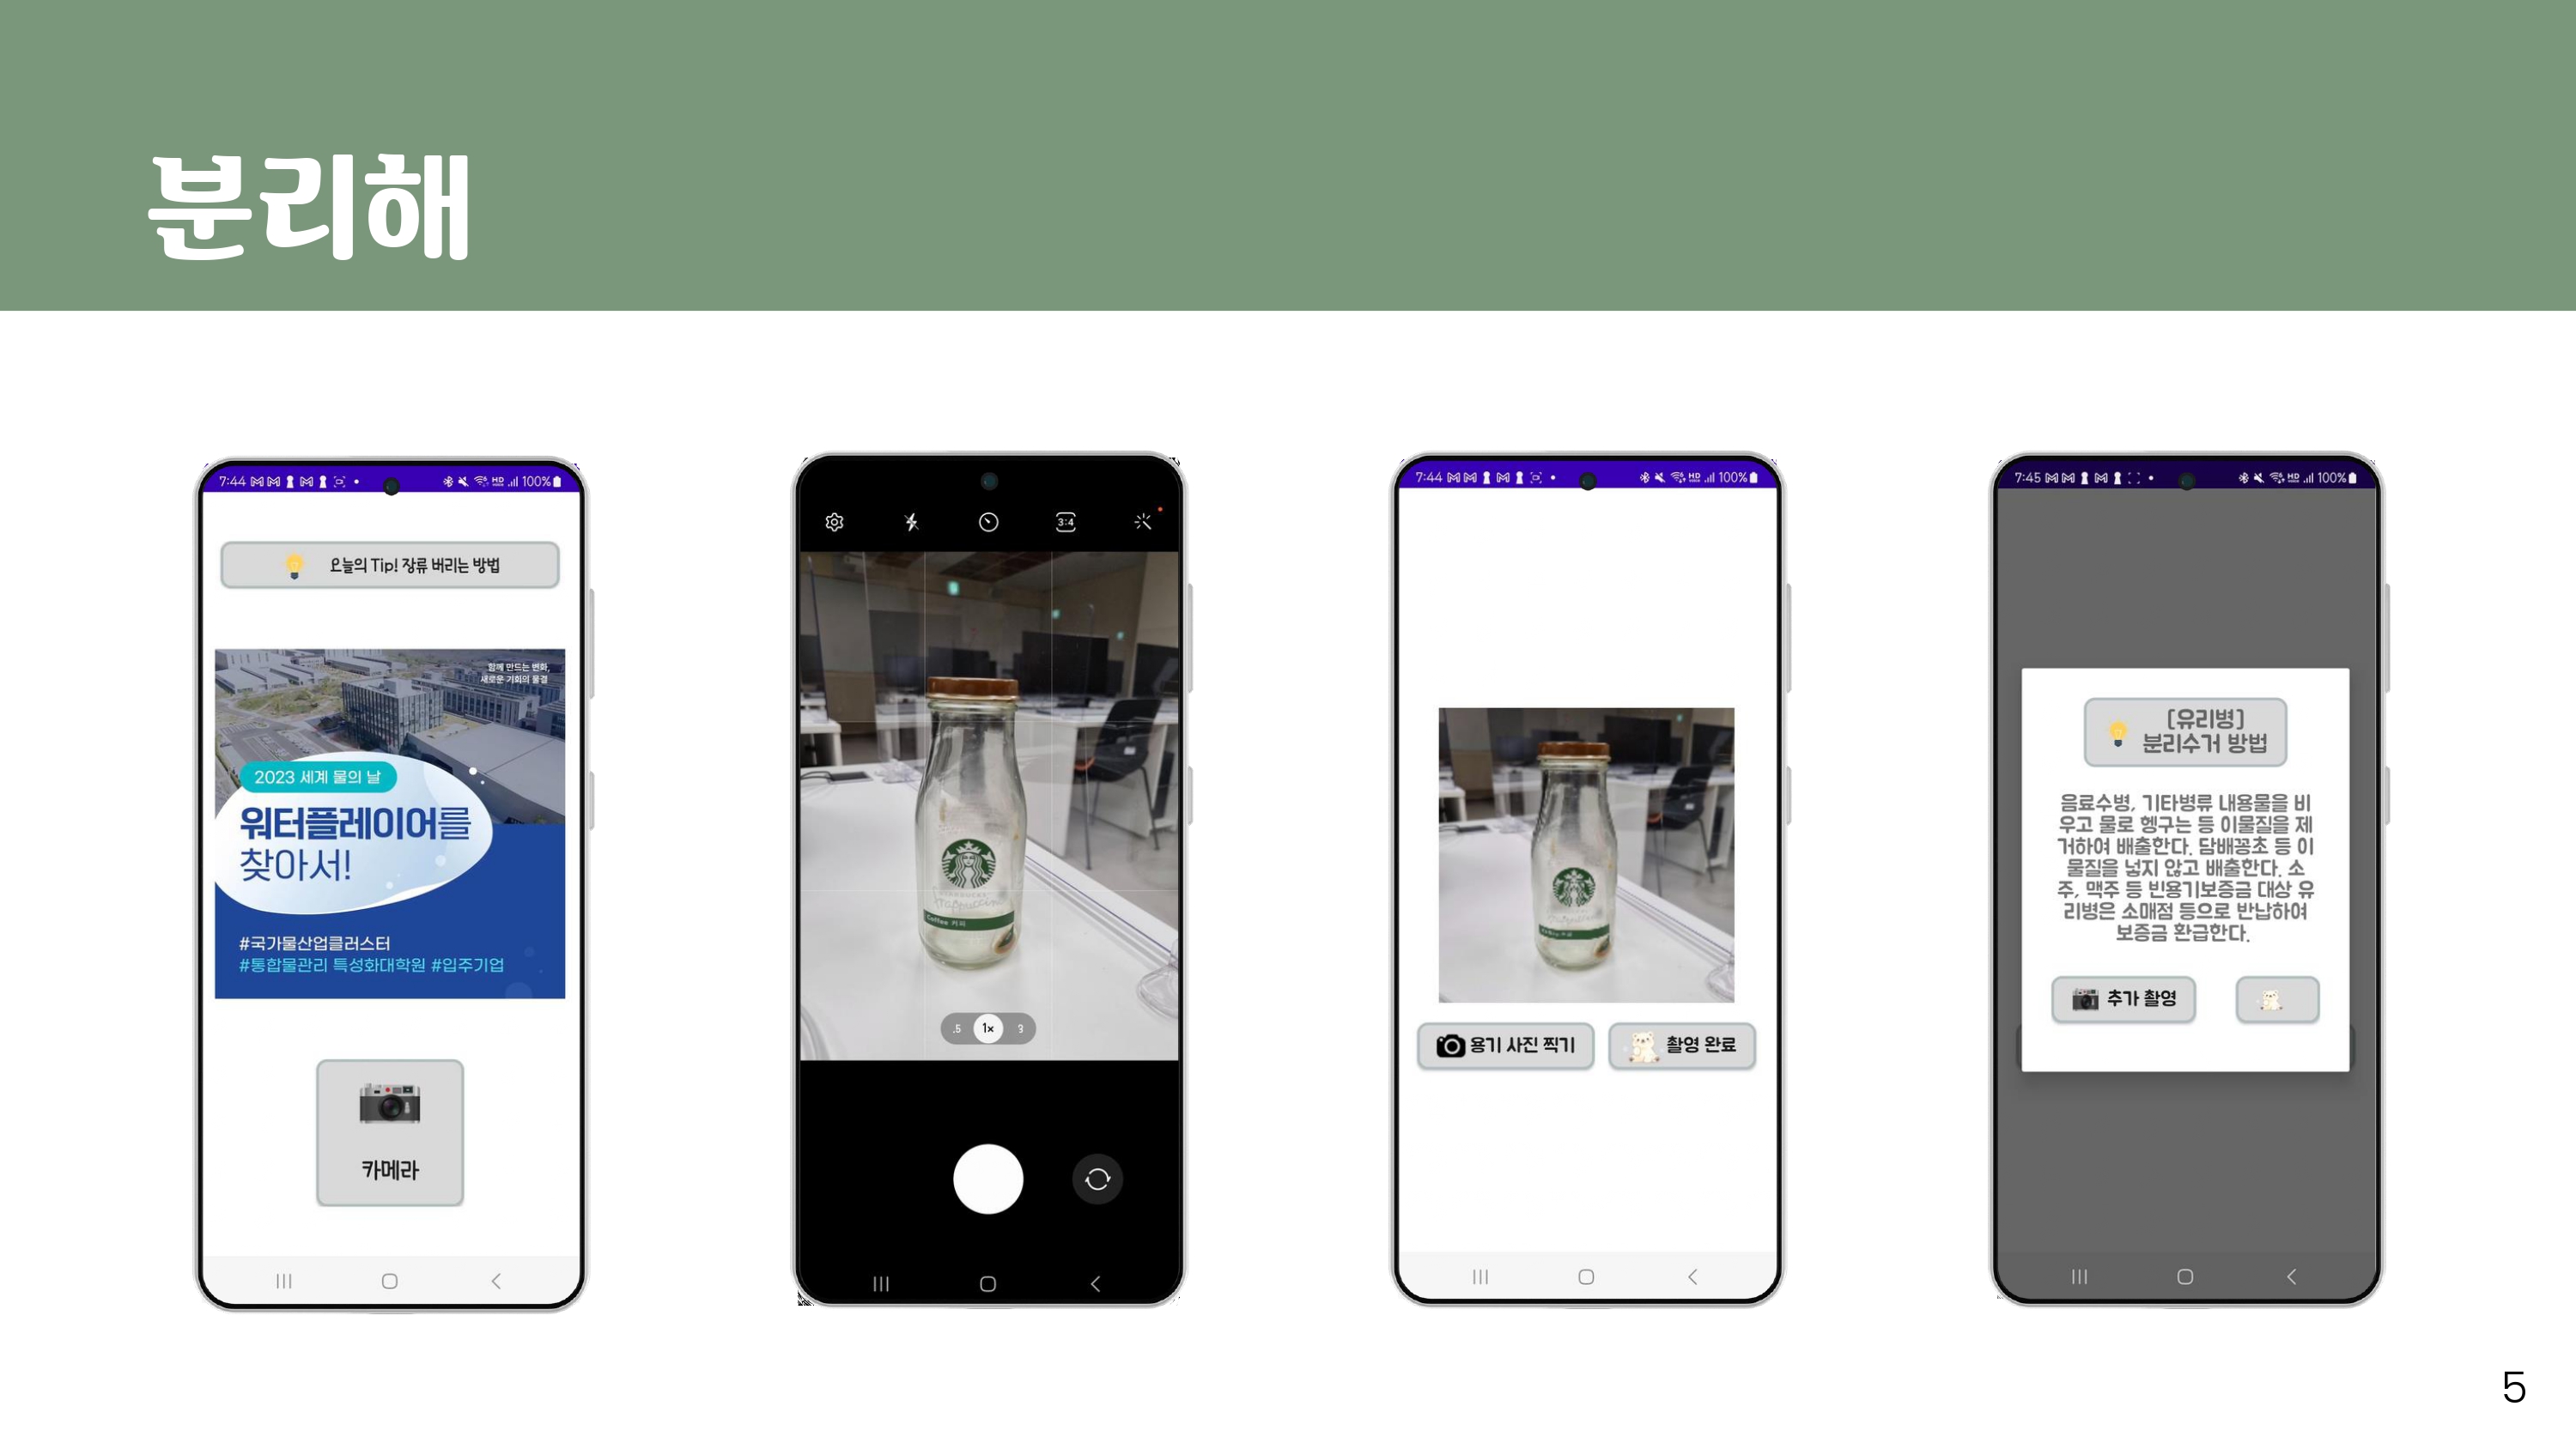 분리해
7:44
100%
오늘의 Tip! 장류 버리는 방법
함께 만드는 변화,
새로운 기회의 물결
2023 세계 물의 날
워터플레이어를
찾아서!
#국가물산업클러스터
#통합물관리 특성화대학원 #입주기업
카메라
3:4
Frappuccino
Coffee 커피
.5 1× 3
7:44
100%
용기 사진 찍기
촬영 완료
7:45
100%
[유리병]
분리수거 방법
음료수병, 기타병류 내용물을 비
우고 물로 헹구는 등 이물질을 제
거하여 배출한다. 담배꽁초 등 이
물질을 넣지 않고 배출한다. 소
주, 맥주 등 빈용기보증금 대상 유
리병은 소매점 등으로 반납하여
보증금 환급한다.
추가 촬영
5